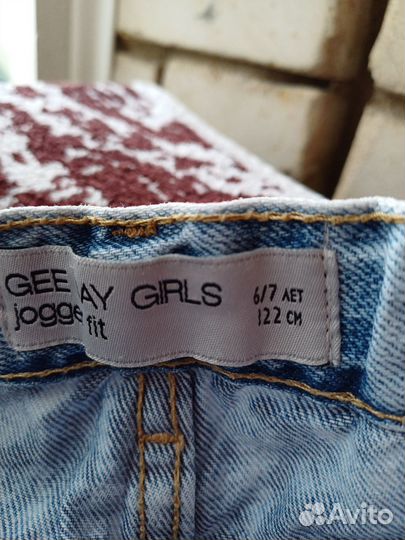 GEE AY GIRLS
jogge fit
6/7 ЛЕТ
122 СМ
Avito